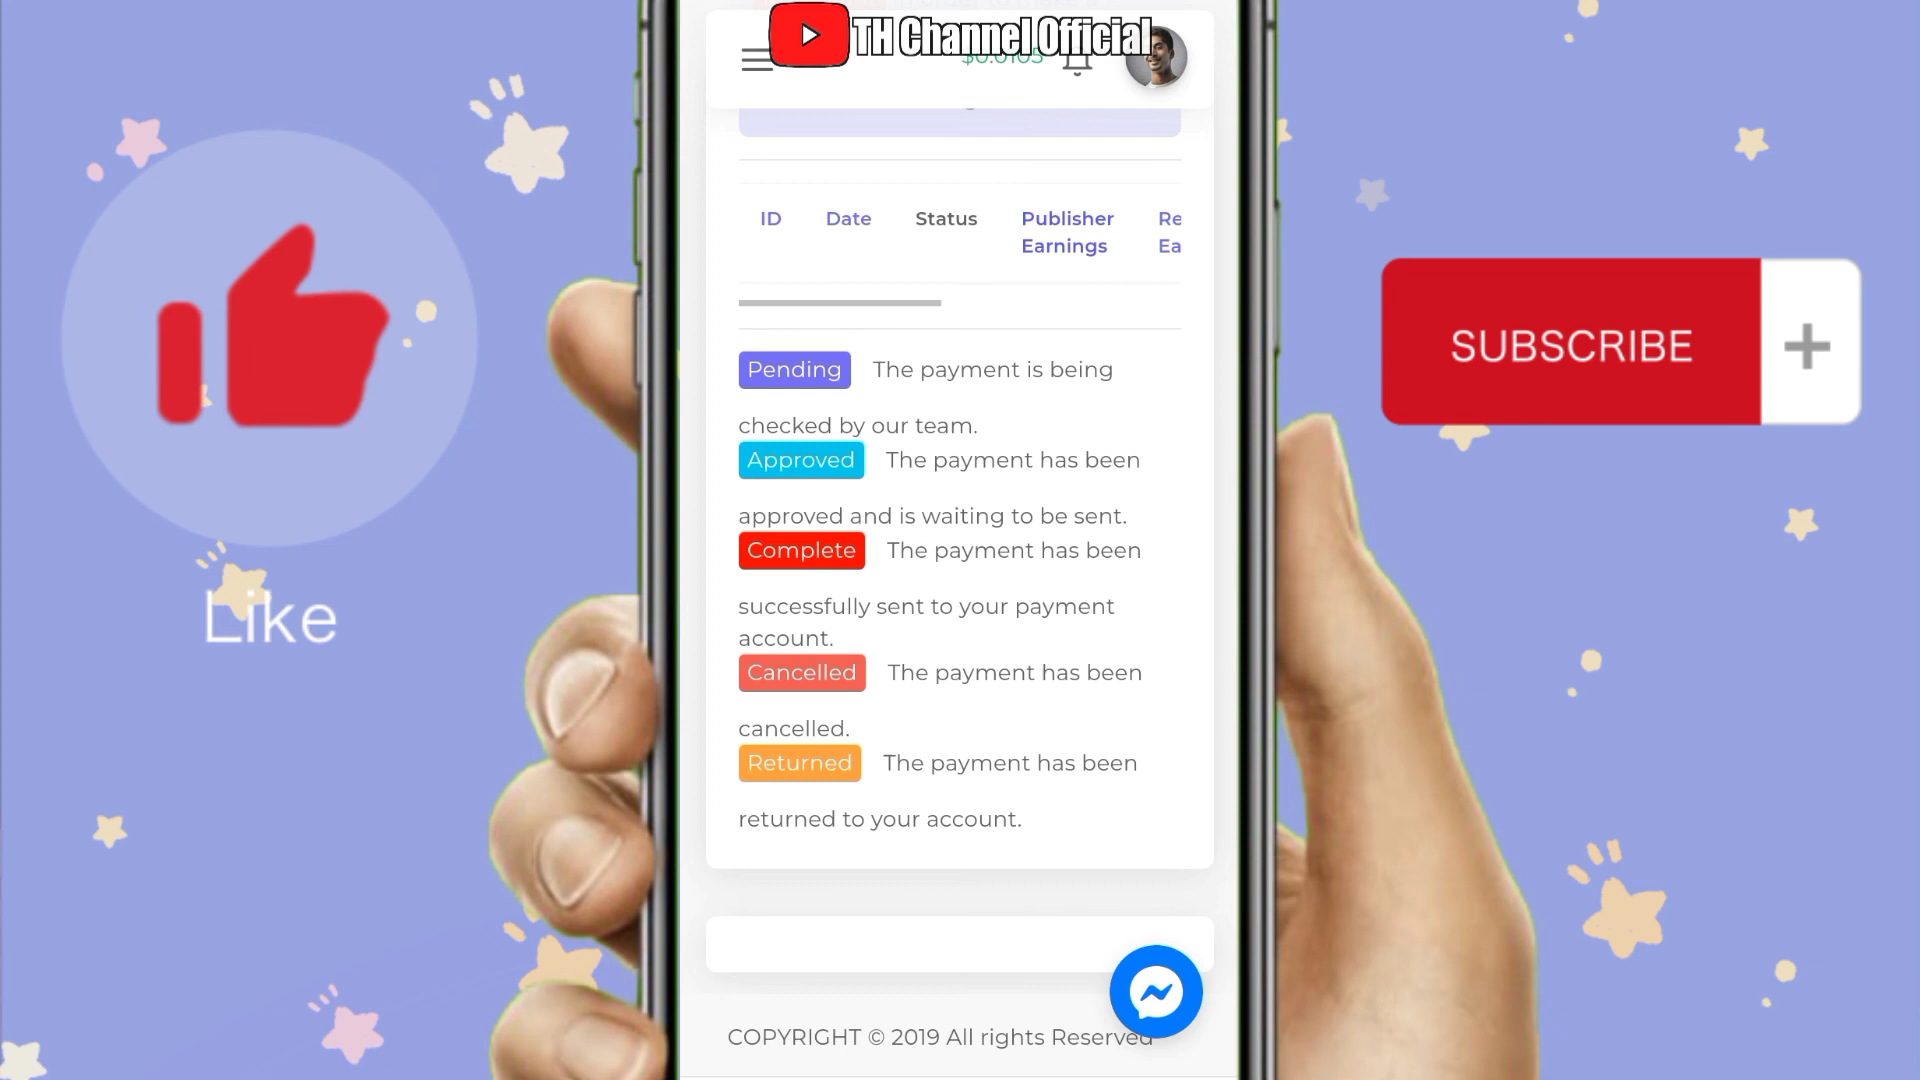 TH Channel Official
$0.0105
ID Date Status Publisher Re
Earnings Ea
Pending The payment is being
checked by our team.
Approved The payment has been
approved and is waiting to be sent.
Complete The payment has been
successfully sent to your payment
account.
Cancelled The payment has been
cancelled.
Returned The payment has been
returned to your account.
COPYRIGHT © 2019 All rights Reserved
Like
SUBSCRIBE